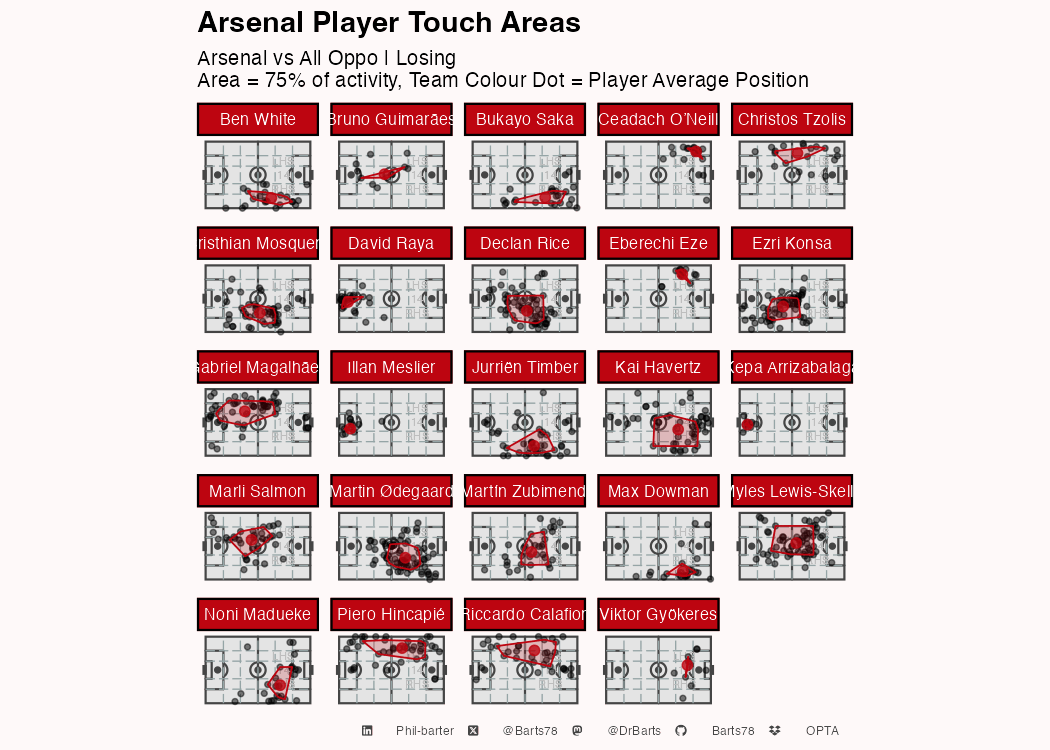 Arsenal Player Touch Areas
Arsenal vs All Oppo | Losing
Area = 75% of activity, Team Colour Dot = Player Average Position
Ben White
Bruno Guimarães
Bukayo Saka
Ceadach O'Neill
Christos Tzolis
risthian Mosquer
David Raya
Declan Rice
Eberechi Eze
Ezri Konsa
Gabriel Magalhãe
Illan Meslier
Jurriën Timber
Kai Havertz
Kepa Arrizabalaga
Marli Salmon
Martin Ødegaard
Martín Zubimend
Max Dowman
Myles Lewis-Skell
Noni Madueke
Piero Hincapié
Riccardo Calafior
Viktor Gyökeres
Phil-barter @Barts78 @DrBarts Barts78 OPTA